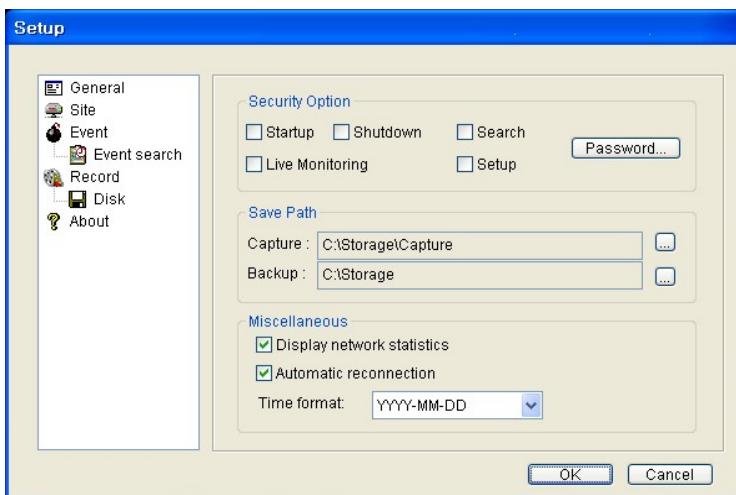 Setup
General
Site
Event
Event search
Record
Disk
About
Security Option
Startup Shutdown Search
Password...
Live Monitoring Setup
Save Path
Capture : C:\Storage\Capture ...
Backup : C:\Storage ...
Miscellaneous
Display network statistics
Automatic reconnection
Time format: YYYY-MM-DD
OK Cancel